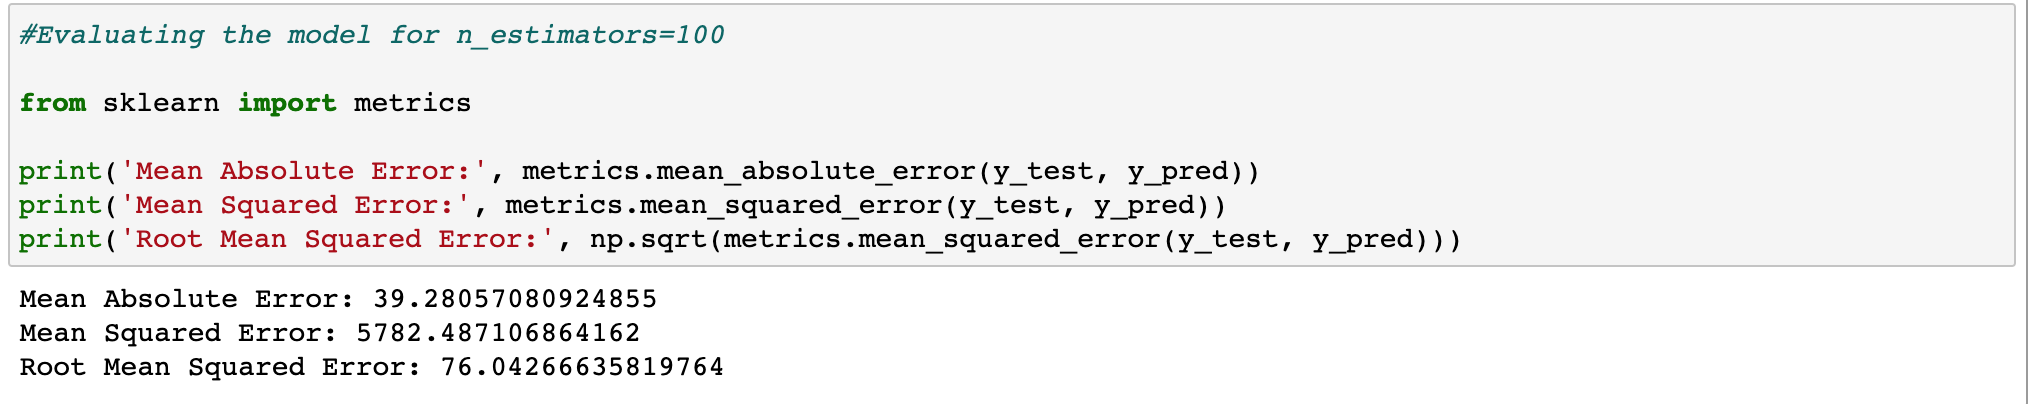 #Evaluating the model for n_estimators=100
from sklearn import metrics
print('Mean Absolute Error:', metrics.mean_absolute_error(y_test, y_pred))
print('Mean Squared Error:', metrics.mean_squared_error(y_test, y_pred))
print('Root Mean Squared Error:', np.sqrt(metrics.mean_squared_error(y_test, y_pred)))
Mean Absolute Error: 39.28057080924855
Mean Squared Error: 5782.487106864162
Root Mean Squared Error: 76.04266635819764